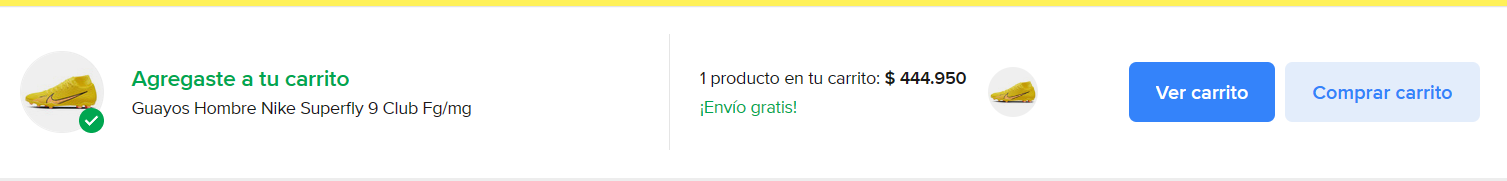 Agregaste a tu carrito
Guayos Hombre Nike Superfly 9 Club Fg/mg
1 producto en tu carrito: $ 444.950
¡Envío gratis!
Ver carrito
Comprar carrito